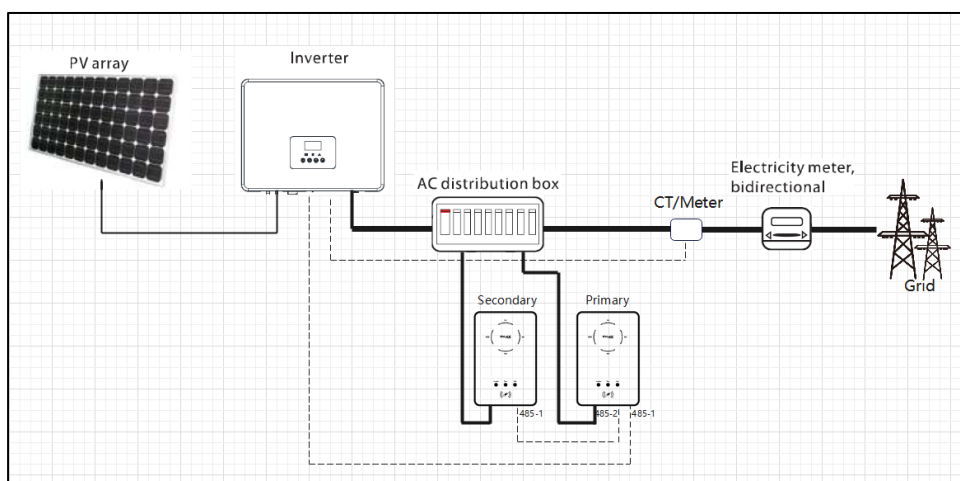 PV array
Inverter
AC distribution box
CT/Meter
Electricity meter,
bidirectional
Grid
Secondary
Primary
485-1
485-2
485-1